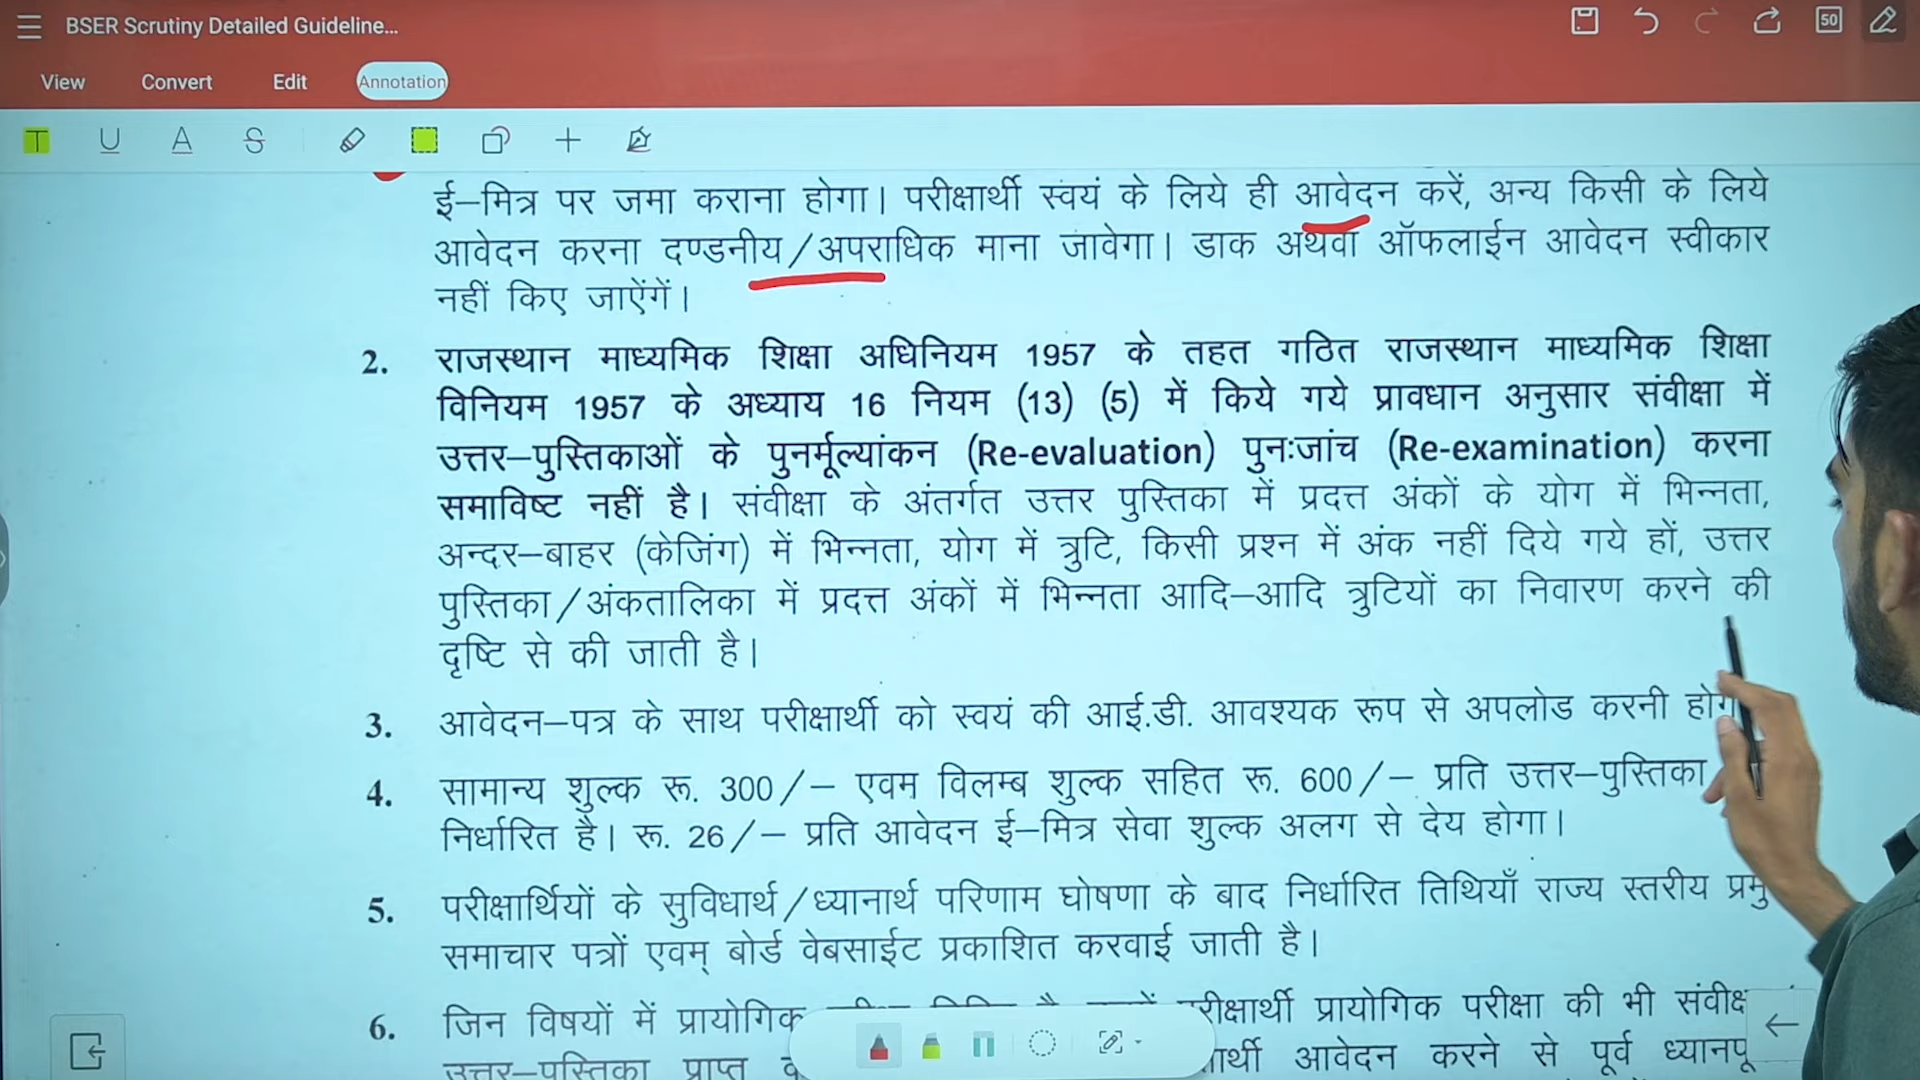 BSER Scrutiny Detailed Guideline...
View Convert Edit Annotation
50
ई–मित्र पर जमा कराना होगा। परीक्षार्थी स्वयं के लिये ही आवेदन करें, अन्य किसी के लिये
आवेदन करना दण्डनीय/अपराधिक माना जावेगा। डाक अथवा ऑफलाईन आवेदन स्वीकार
नहीं किए जाऐंगें।
2. राजस्थान माध्यमिक शिक्षा अधिनियम 1957 के तहत गठित राजस्थान माध्यमिक शिक्षा
विनियम 1957 के अध्याय 16 नियम (13) (5) में किये गये प्रावधान अनुसार संवीक्षा में
उत्तर–पुस्तिकाओं के पुनर्मूल्यांकन (Re-evaluation) पुनःजांच (Re-examination) करना
समाविष्ट नहीं है। संवीक्षा के अंतर्गत उत्तर पुस्तिका में प्रदत्त अंकों के योग में भिन्नता,
अन्दर–बाहर (केजिंग) में भिन्नता, योग में त्रुटि, किसी प्रश्न में अंक नहीं दिये गये हों, उत्तर
पुस्तिका/अंकतालिका में प्रदत्त अंकों में भिन्नता आदि–आदि त्रुटियों का निवारण करने की
दृष्टि से की जाती है।
3. आवेदन–पत्र के साथ परीक्षार्थी को स्वयं की आई.डी. आवश्यक रूप से अपलोड करनी
4. सामान्य शुल्क रू. 300/– एवम विलम्ब शुल्क सहित रू. 600/– प्रति उत्तर–पुस्तिका
निर्धारित है। रू. 26/– प्रति आवेदन ई–मित्र सेवा शुल्क अलग से देय होगा।
5. परीक्षार्थियों के सुविधार्थ/ध्यानार्थ परिणाम घोषणा के बाद निर्धारित तिथियाँ राज्य स्तरीय
समाचार पत्रों एवम् बोर्ड वेबसाईट प्रकाशित करवाई जाती है।
6. जिन विषयों में प्रायोगिक परीक्षार्थी प्रायोगिक परीक्षा की भी
उत्तर–पुस्तिका प्राप्त आवेदन करने से पूर्व